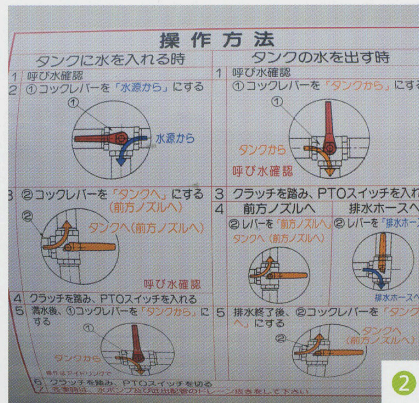 操作方法
タンクに水を入れる時
1 呼び水確認
2 ①コックレバーを「水源から」にする
①
水源から
3 ②コックレバーを「タンクへ」にする
(前方ノズルへ)
②
タンクへ(前方ノズルへ)
呼び水確認
4 クラッチを踏み、PTOスイッチを入れる
5 満水後、①コックレバーを「タンクから」に
する
①
タンクから
操作はアイドリングで
6 クラッチを踏み、PTOスイッチを切る
タンクの水を出す時
1 呼び水確認
2 ①コックレバーを「タンクから」にする
①
タンクから
呼び水確認
3 クラッチを踏み、PTOスイッチを入れ
4 前方ノズルへ
②レバーを「前方ノズルへ」
タンクへ(前方ノズルへ)
排水ホースへ
②レバーを「排水ホース
排水ホースへ
5 排水終了後、②コックレバーを「タンク
へ」にする
②
タンクへ
(前方ノズルへ)
2